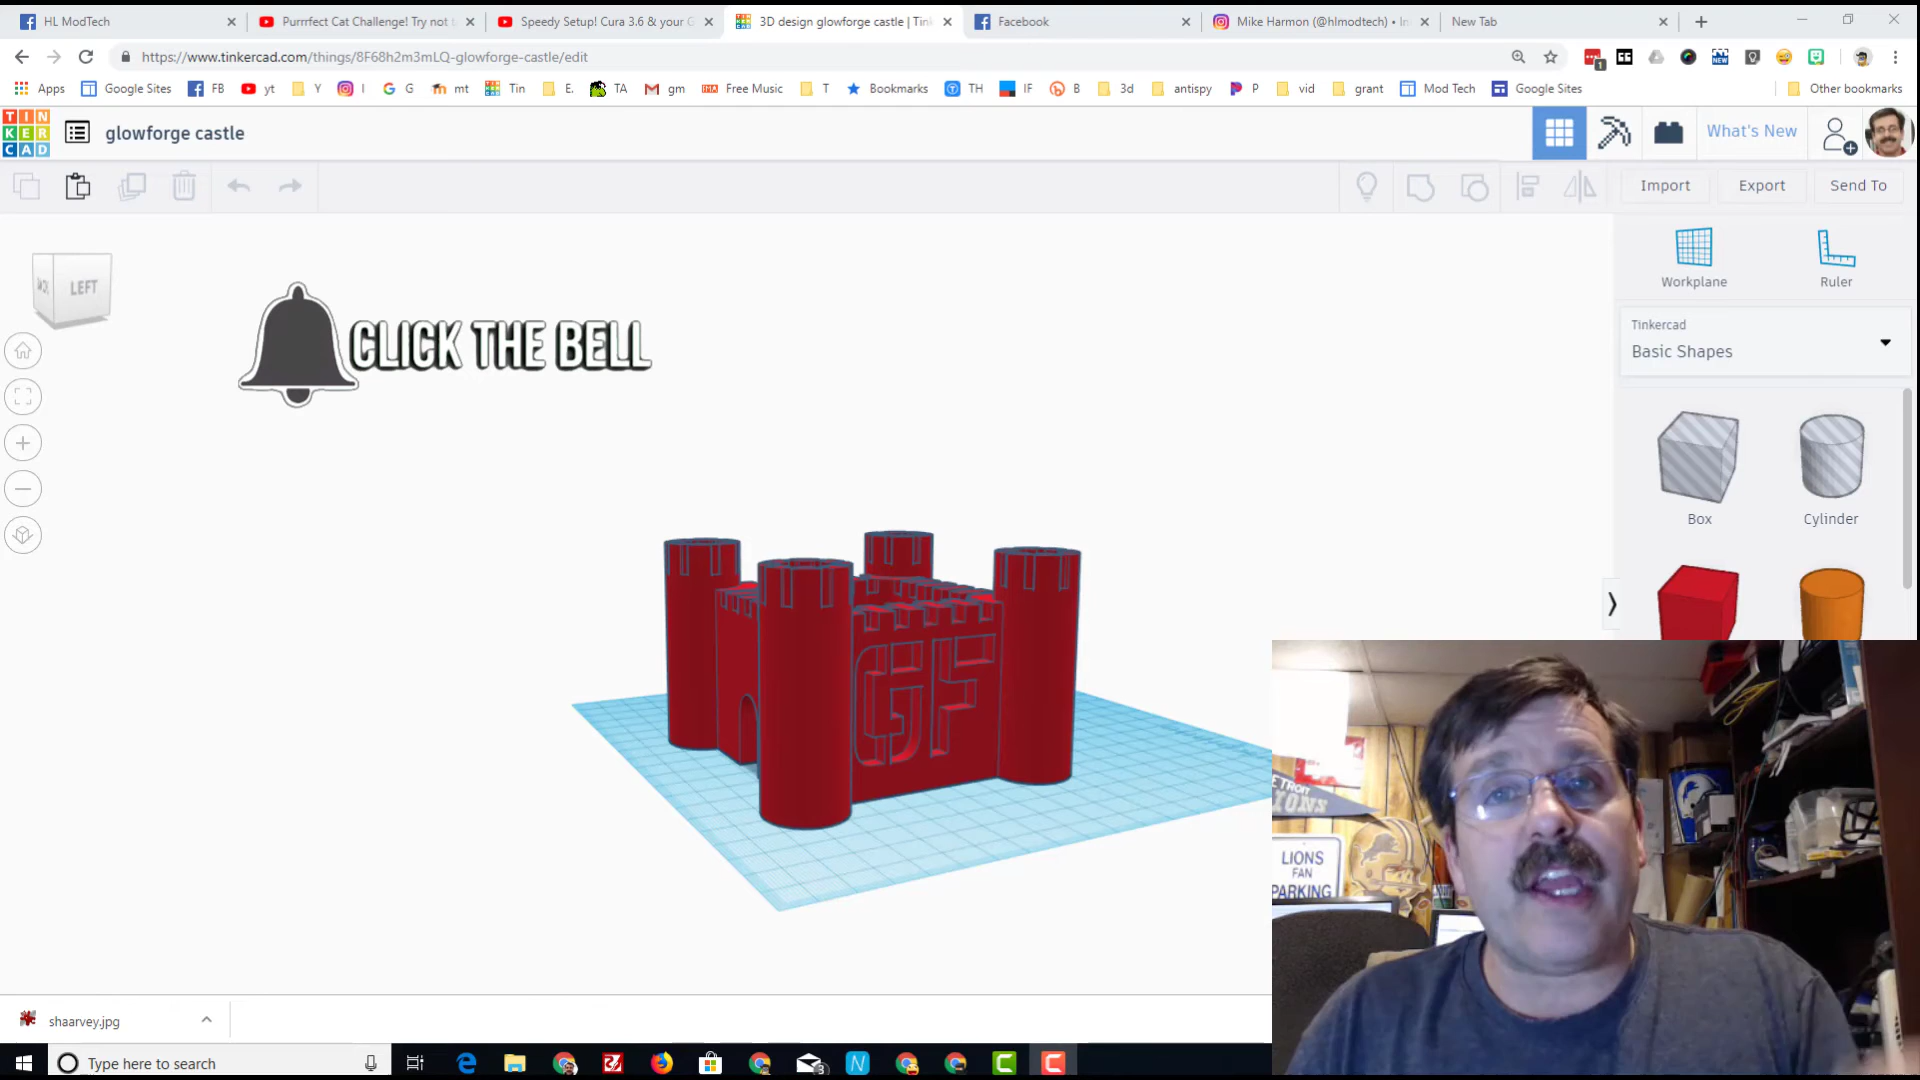 HL ModTech
Purrrfect Cat Challenge! Try not t
Speedy Setup! Cura 3.6 & your G
3D design glowforge castle | Tin
Facebook
Mike Harmon (@hlmodtech) • In
New Tab
https://www.tinkercad.com/things/8F68h2m3mLQ-glowforge-castle/edit
1
NEW
Apps
Google Sites
FB
yt
Y
I
G
mt
Tin
E.
TA
gm
Free Music
T
Bookmarks
TH
IF
B
3d
antispy
P
vid
grant
Mod Tech
Google Sites
Other bookmarks
TIN
KER
CAD
glowforge castle
What's New
Import
Export
Send To
LEFT
CLICK THE BELL
Workplane
Ruler
Tinkercad
Basic Shapes
Box
Cylinder
GF
LIONS
FAN
PARKING
shaarvey.jpg
Type here to search
3